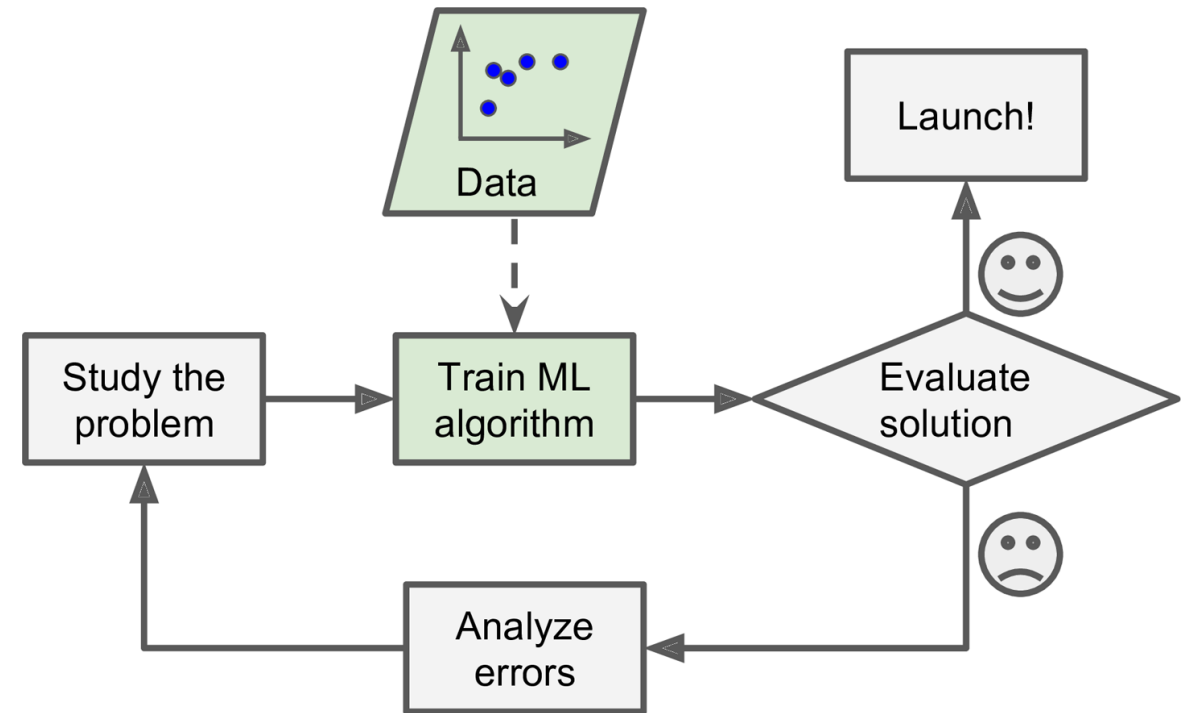 Data
Launch!
Study the
problem
Train ML
algorithm
Evaluate
solution
Analyze
errors